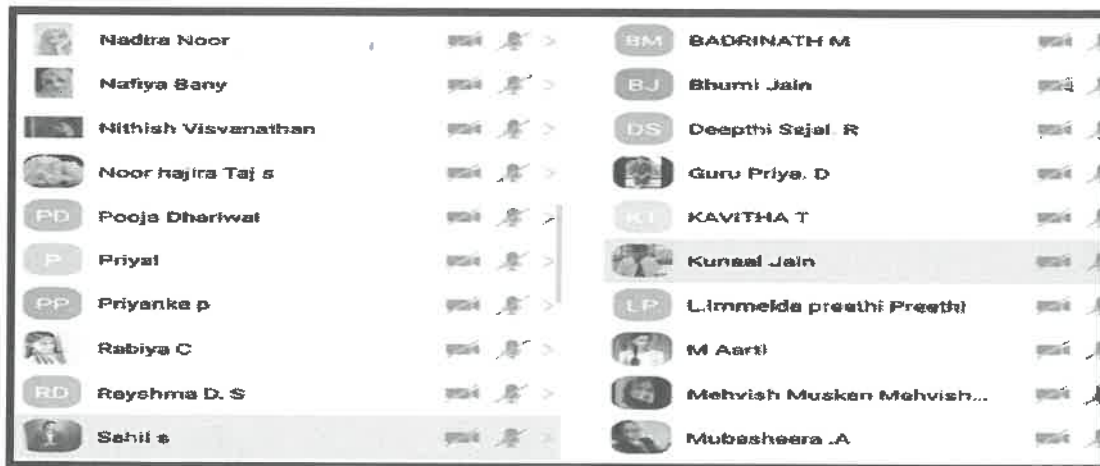 Nadira Noor
Nafiya Bany
Nithish Visvanathan
Noor hajira Taj s
PD Pooja Dhariwal
P Priyal
PP Priyanka p
Rabiya C
RD Reyshma D. S
Sahil s
BM BADRINATH M
BJ Bhumi Jain
DS Deepthi Sejal. R
Guru Priya. D
KT KAVITHA T
Kunaal Jain
LP L.Immelda preethi Preethi
M Aarti
Mehvish Muskan Mehvish...
Mubasheera .A